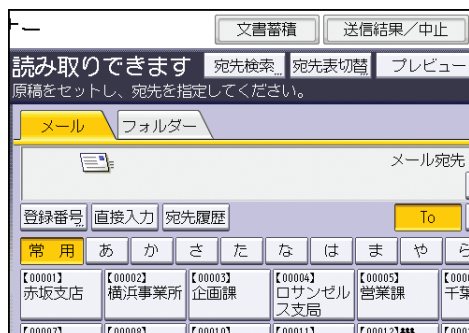 ナー
文書蓄積 送信結果／中止
読み取りできます 宛先検索 宛先表切替 プレビュー
原稿をセットし、宛先を指定してください。
メール フォルダー
メール宛先
登録番号 直接入力 宛先履歴 To
常用 あ か さ た な は ま や ら
【00001】 【00002】 【00003】 【00004】 【00005】
赤坂支店 横浜事業所 企画課 ロサンゼル 営業課 千葉
ス支局
【00007】 【00008】 【00010】 【00011】 【00012】